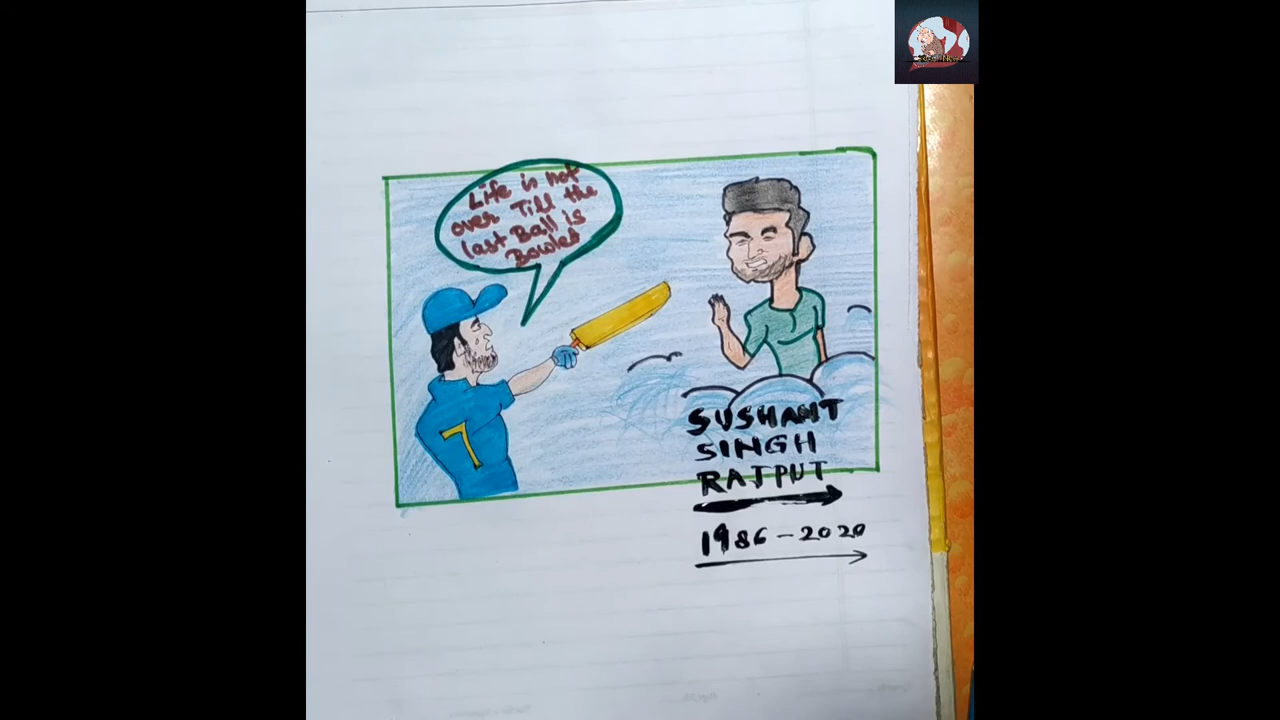 Life is not
over Till the
last Ball is
Bowled
7
SUSHANT
SINGH
RAJPUT
1986-2020